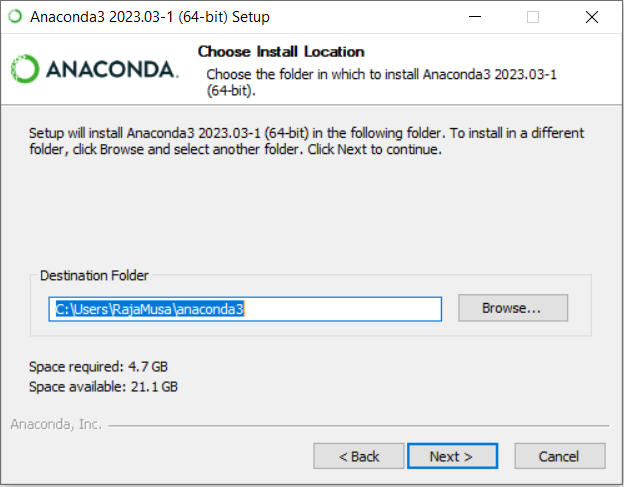 Anaconda3 2023.03-1 (64-bit) Setup
ANACONDA.
Choose Install Location
Choose the folder in which to install Anaconda3 2023.03-1
(64-bit).
Setup will install Anaconda3 2023.03-1 (64-bit) in the following folder. To install in a different
folder, click Browse and select another folder. Click Next to continue.
Destination Folder
C:\Users\RajaMusa\anaconda3
Browse...
Space required: 4.7 GB
Space available: 21.1 GB
Anaconda, Inc.
< Back
Next >
Cancel